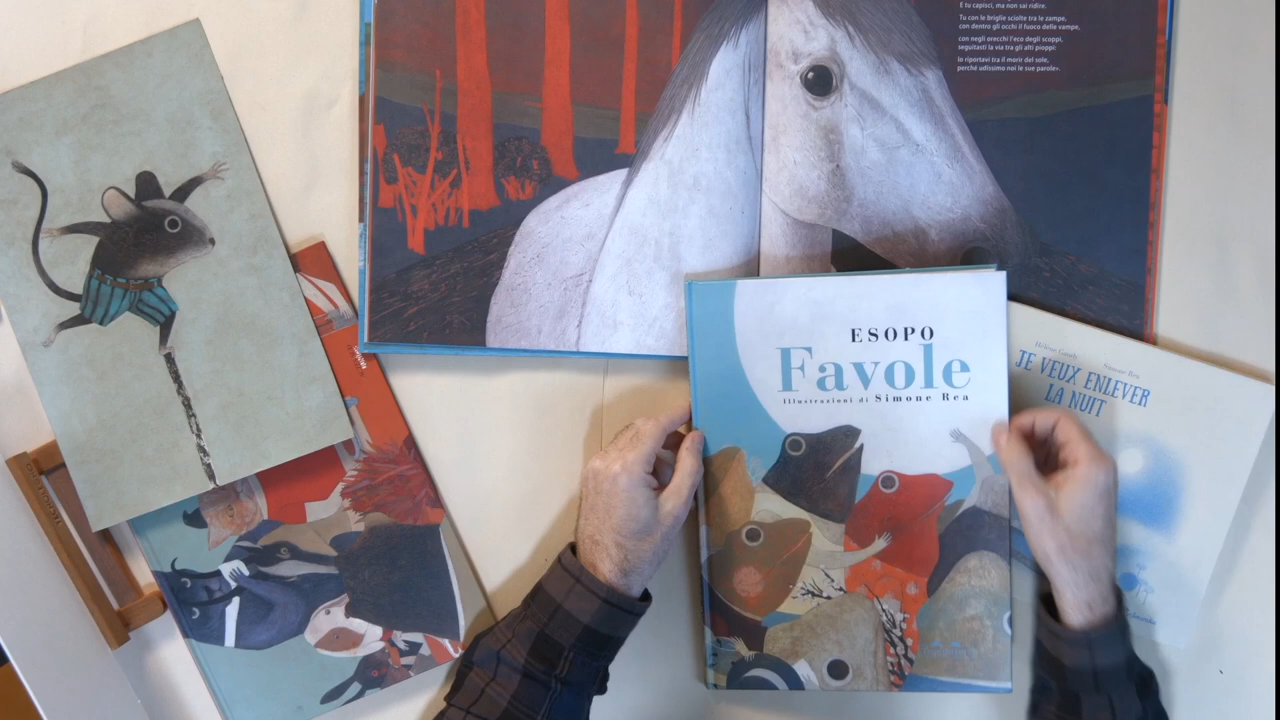 E tu capisci, ma non sai ridire.
Tu con le briglie sciolte tra le zampe,
con dentro gli occhi il fuoco delle vampe,
con negli orecchi l'eco degli scoppi,
seguitasti la via tra gli alti pioppi:
lo riportavi tra il morir del sole,
perché udissimo noi le sue parole».
ESOPO
Favole
Illustrazioni di Simone Rea
Hélène Gaudy Simone Rea
JE VEUX ENLEVER
LA NUIT